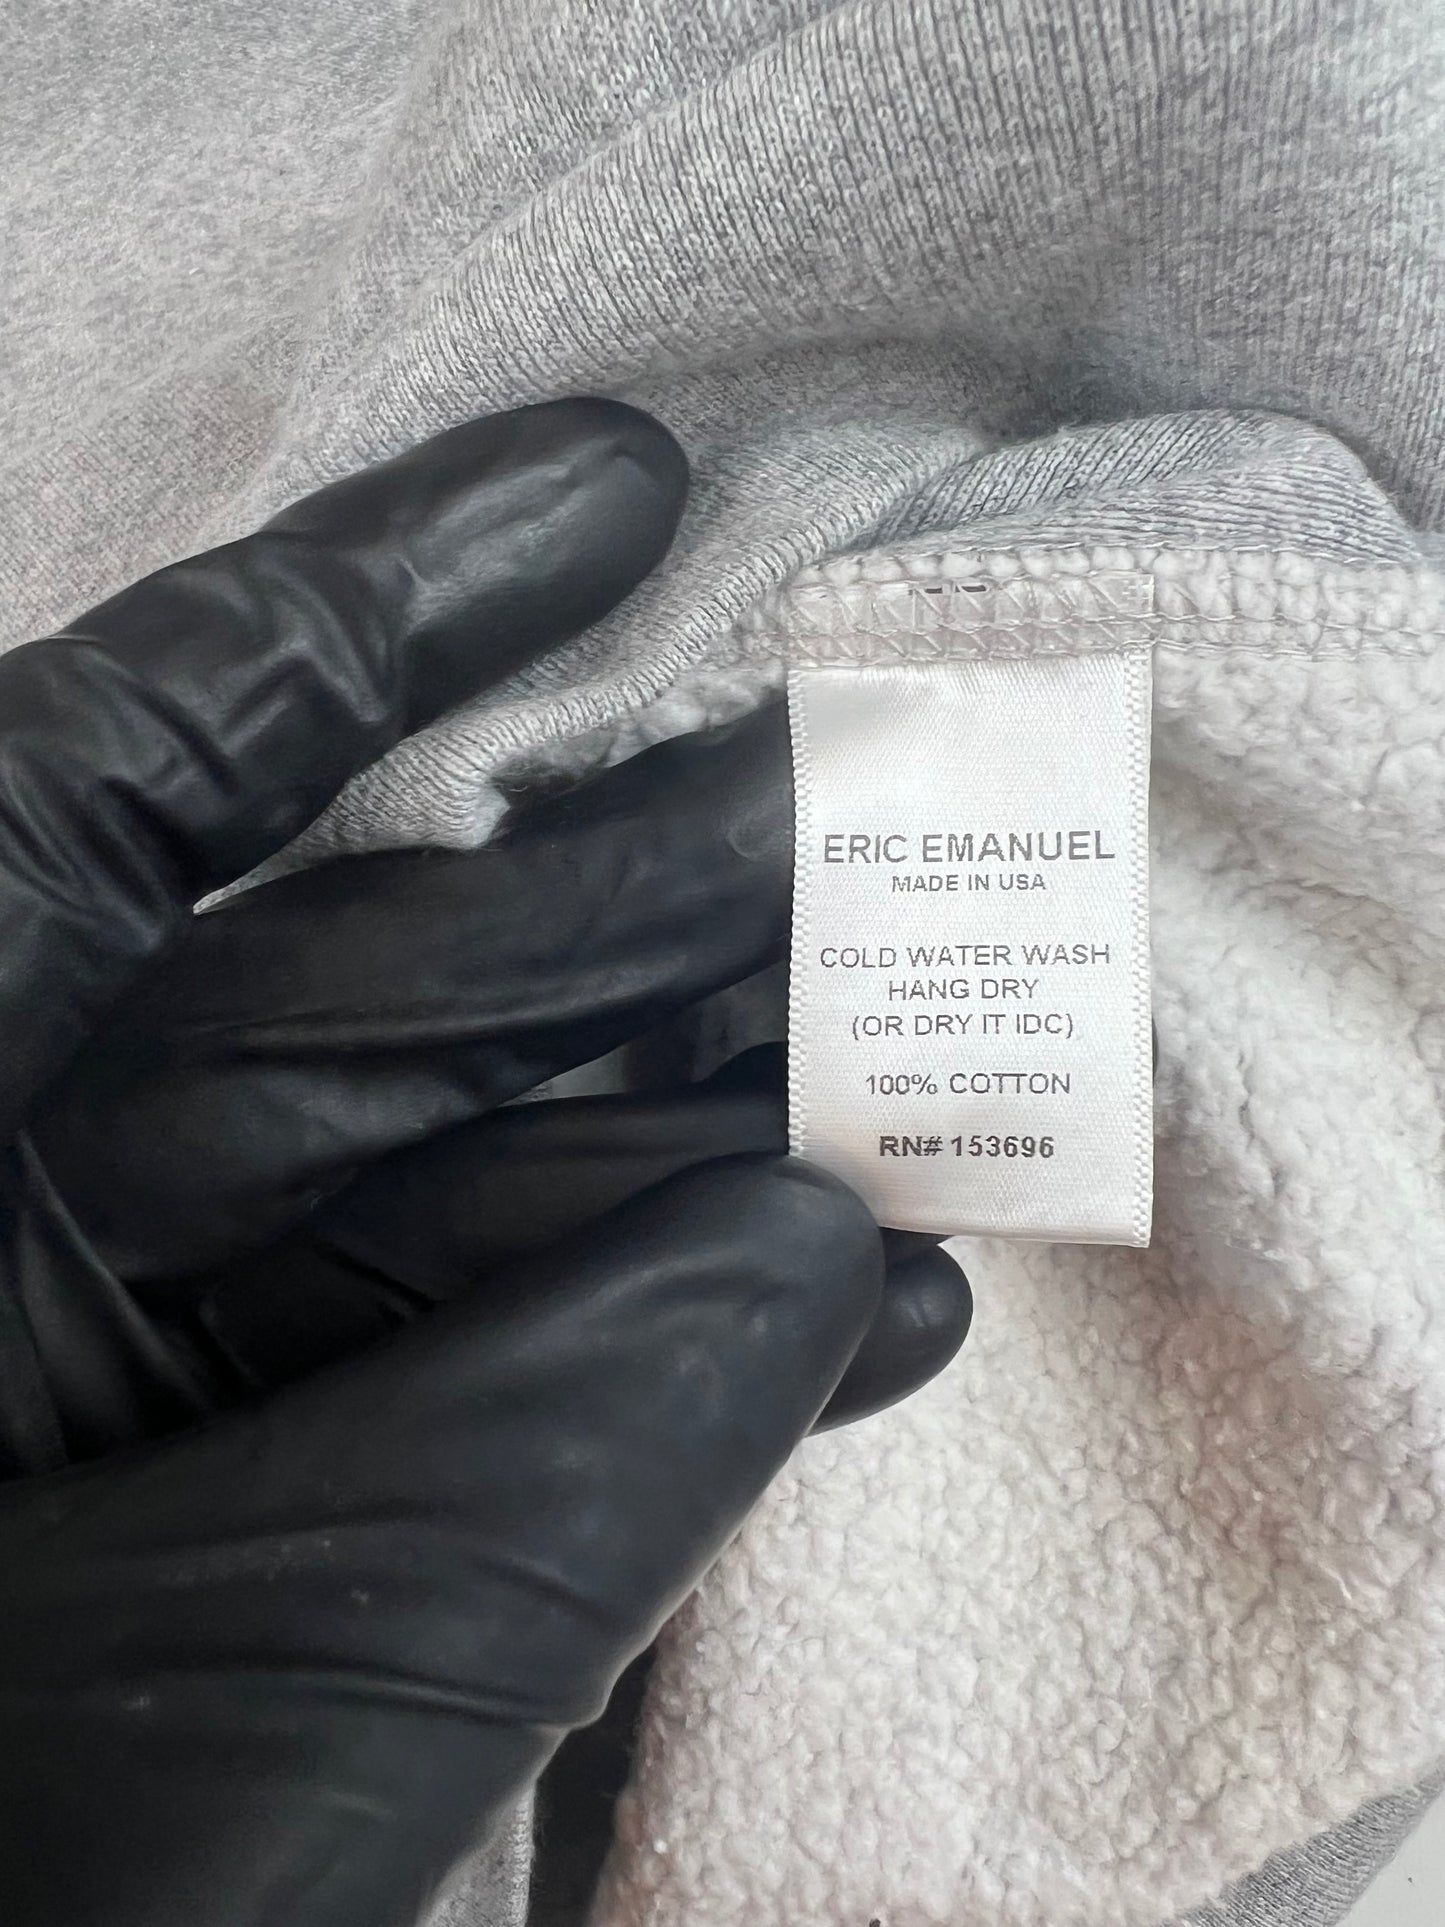 ERIC EMANUEL
MADE IN USA
COLD WATER WASH
HANG DRY
(OR DRY IT IDC)
100% COTTON
RN# 153696